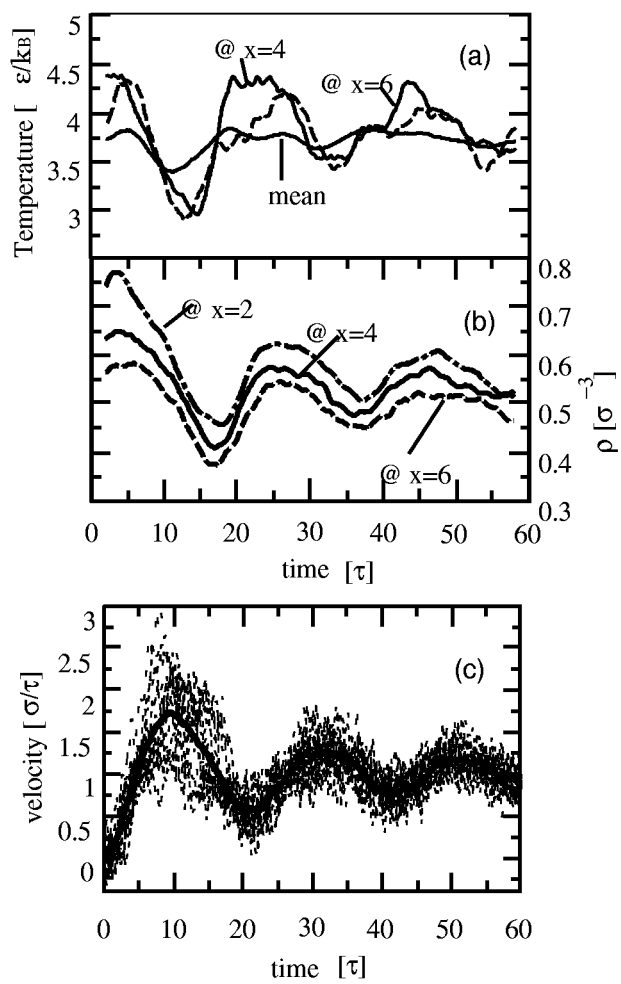 Temperature [ ε/kB]
5
4.5
4
3.5
3
(a)
@ x=4
@ x=6
mean
(b)
@ x=2
@ x=4
@ x=6
0.8
0.7
0.6
0.5
0.4
0.3
ρ [σ⁻³]
0 10 20 30 40 50 60
time [τ]
velocity [ σ/τ]
3
2.5
2
1.5
1
0.5
0
(c)
0 10 20 30 40 50 60
time [τ]